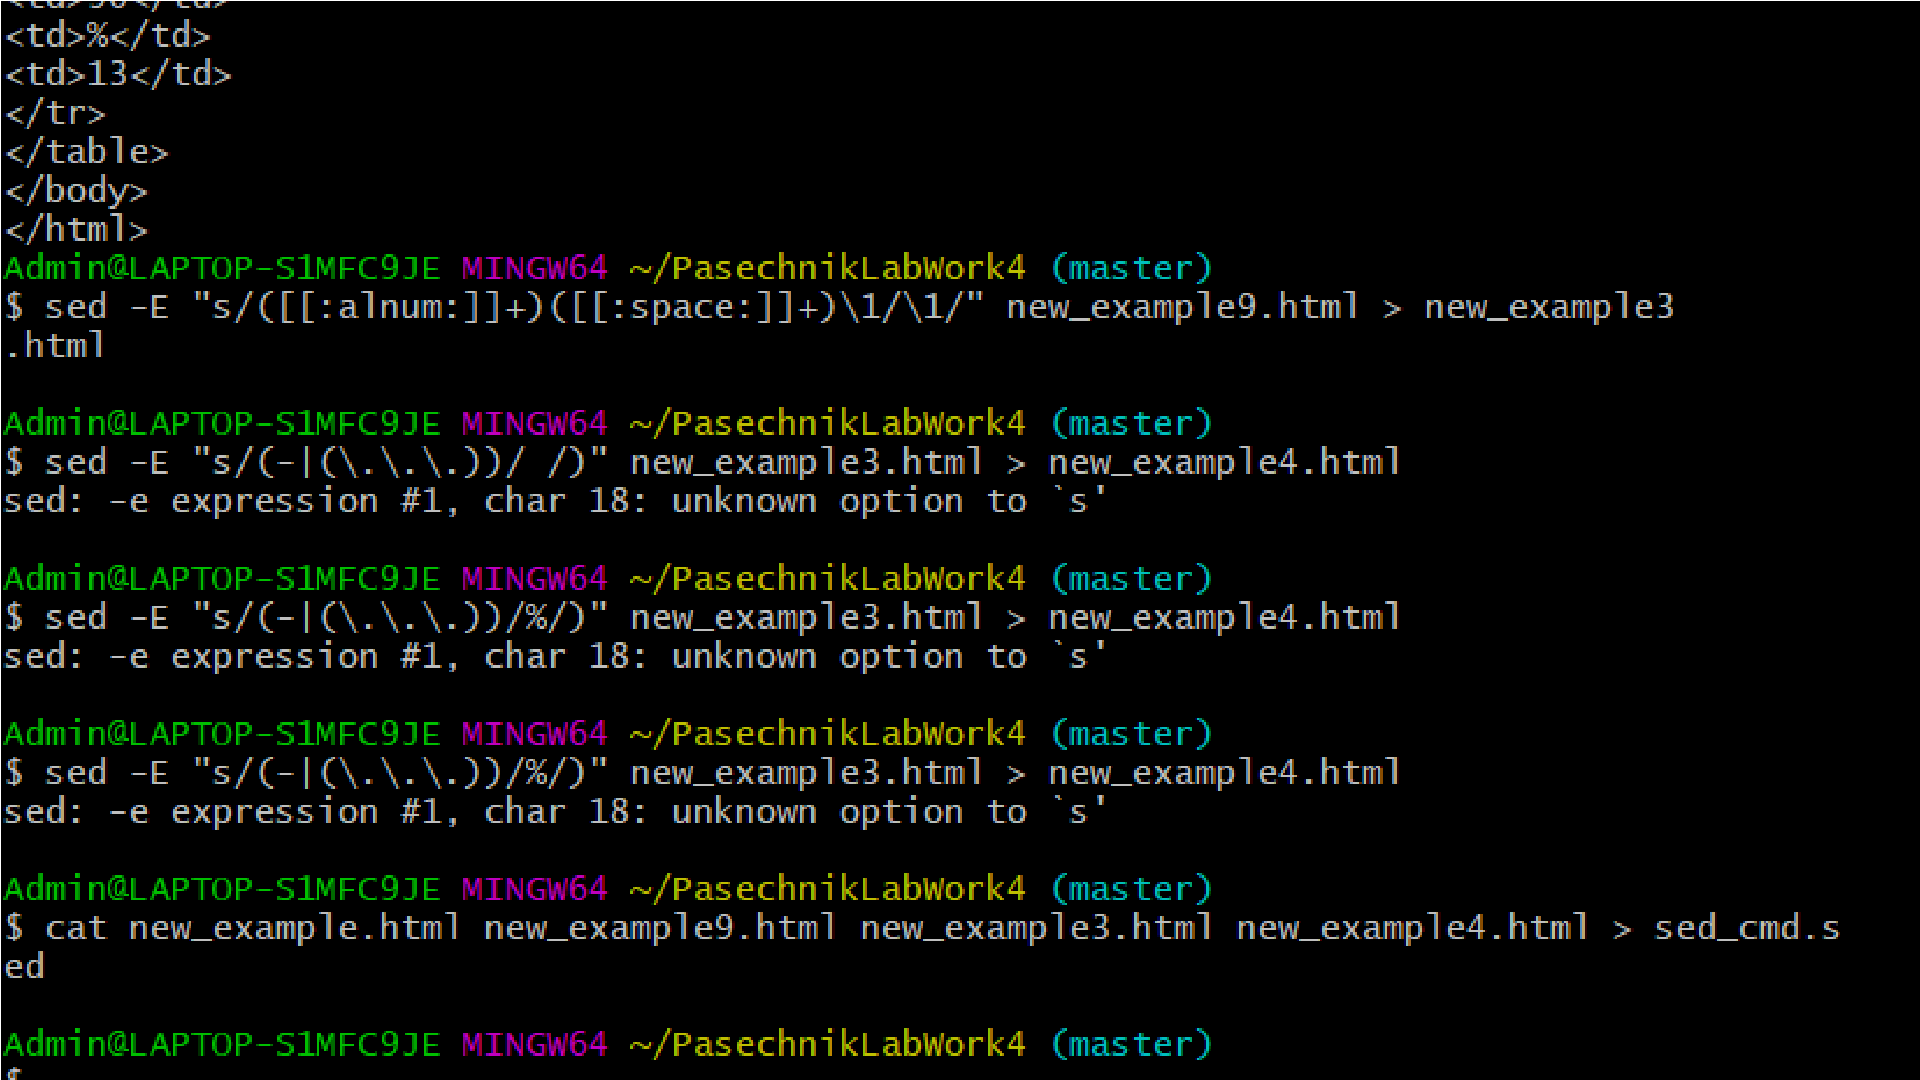 <td>%</td>
<td>13</td>
</tr>
</table>
</body>
</html>
Admin@LAPTOP-S1MFC9JE MINGW64 ~/PasechnikLabWork4 (master)
$ sed -E "s/([[:alnum:]]+)([[:space:]]+)\1/\1/" new_example9.html > new_example3
.html
Admin@LAPTOP-S1MFC9JE MINGW64 ~/PasechnikLabWork4 (master)
$ sed -E "s/(-|(\.\.\.))/ /)" new_example3.html > new_example4.html
sed: -e expression #1, char 18: unknown option to `s'
Admin@LAPTOP-S1MFC9JE MINGW64 ~/PasechnikLabWork4 (master)
$ sed -E "s/(-|(\.\.\.))/%/)" new_example3.html > new_example4.html
sed: -e expression #1, char 18: unknown option to `s'
Admin@LAPTOP-S1MFC9JE MINGW64 ~/PasechnikLabWork4 (master)
$ sed -E "s/(-|(\.\.\.))/%/)" new_example3.html > new_example4.html
sed: -e expression #1, char 18: unknown option to `s'
Admin@LAPTOP-S1MFC9JE MINGW64 ~/PasechnikLabWork4 (master)
$ cat new_example.html new_example9.html new_example3.html new_example4.html > sed_cmd.s
ed
Admin@LAPTOP-S1MFC9JE MINGW64 ~/PasechnikLabWork4 (master)
$